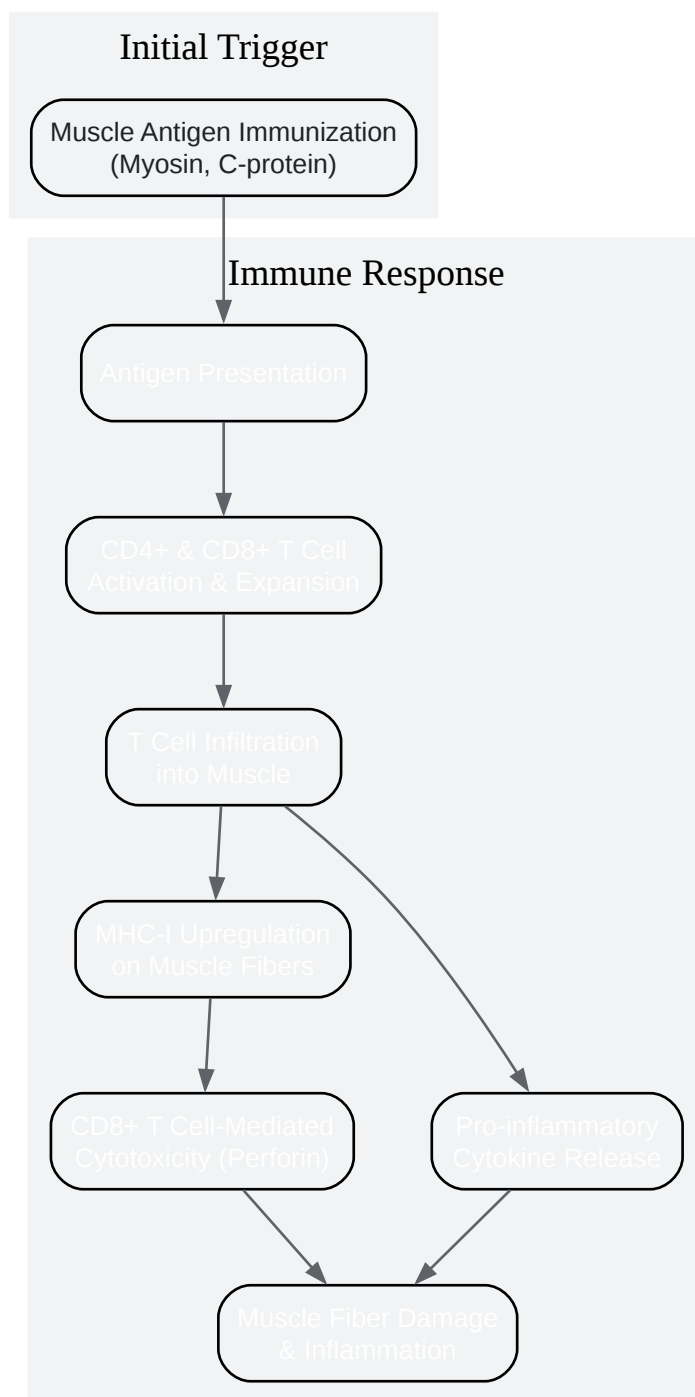 Initial Trigger
Muscle Antigen Immunization
(Myosin, C-protein)
Immune Response
Antigen Presentation
CD4+ & CD8+ T Cell
Activation & Expansion
T Cell Infiltration
into Muscle
MHC-I Upregulation
on Muscle Fibers
CD8+ T Cell-Mediated
Cytotoxicity (Perforin)
Pro-inflammatory
Cytokine Release
Muscle Fiber Damage
& Inflammation